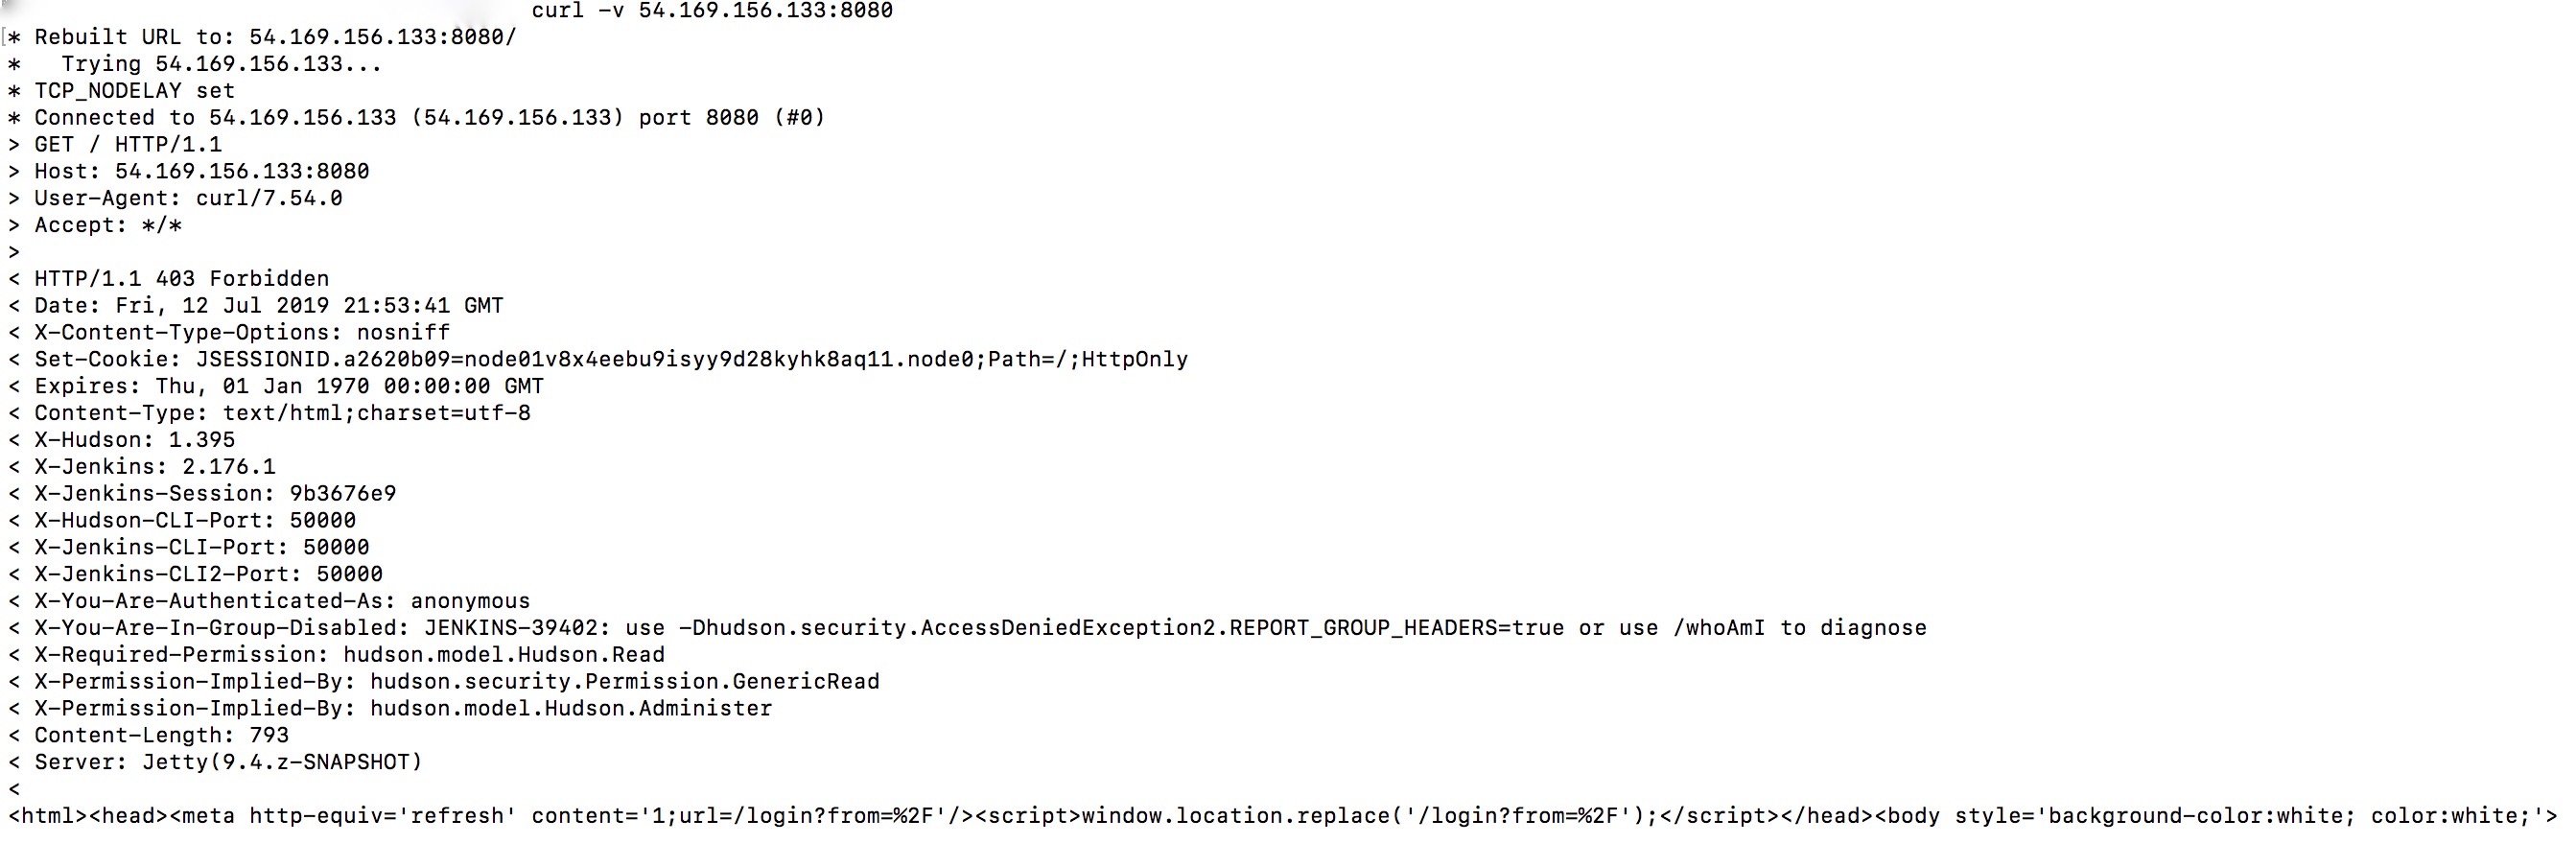 curl -v 54.169.156.133:8080
* Rebuilt URL to: 54.169.156.133:8080/
*   Trying 54.169.156.133...
* TCP_NODELAY set
* Connected to 54.169.156.133 (54.169.156.133) port 8080 (#0)
> GET / HTTP/1.1
> Host: 54.169.156.133:8080
> User-Agent: curl/7.54.0
> Accept: */*
>
< HTTP/1.1 403 Forbidden
< Date: Fri, 12 Jul 2019 21:53:41 GMT
< X-Content-Type-Options: nosniff
< Set-Cookie: JSESSIONID.a2620b09=node01v8x4eebu9isyy9d28kyhk8aq11.node0;Path=/;HttpOnly
< Expires: Thu, 01 Jan 1970 00:00:00 GMT
< Content-Type: text/html;charset=utf-8
< X-Hudson: 1.395
< X-Jenkins: 2.176.1
< X-Jenkins-Session: 9b3676e9
< X-Hudson-CLI-Port: 50000
< X-Jenkins-CLI-Port: 50000
< X-Jenkins-CLI2-Port: 50000
< X-You-Are-Authenticated-As: anonymous
< X-You-Are-In-Group-Disabled: JENKINS-39402: use -Dhudson.security.AccessDeniedException2.REPORT_GROUP_HEADERS=true or use /whoAmI to diagnose
< X-Required-Permission: hudson.model.Hudson.Read
< X-Permission-Implied-By: hudson.security.Permission.GenericRead
< X-Permission-Implied-By: hudson.model.Hudson.Administer
< Content-Length: 793
< Server: Jetty(9.4.z-SNAPSHOT)
<
<html><head><meta http-equiv='refresh' content='1;url=/login?from=%2F'/><script>window.location.replace('/login?from=%2F');</script></head><body style='background-color:white; color:white;'>